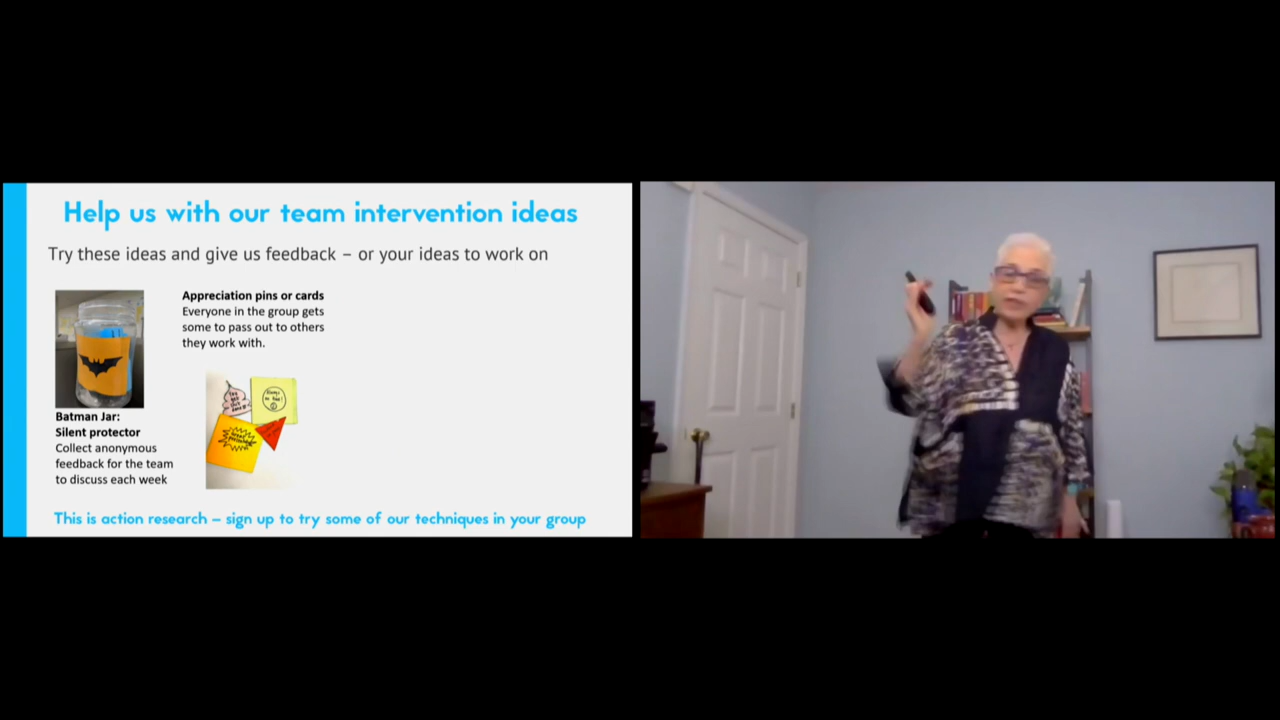 Help us with our team intervention ideas
Try these ideas and give us feedback – or your ideas to work on
Batman Jar:
Silent protector
Collect anonymous
feedback for the team
to discuss each week
Appreciation pins or cards
Everyone in the group gets
some to pass out to others
they work with.
This is action research – sign up to try some of our techniques in your group